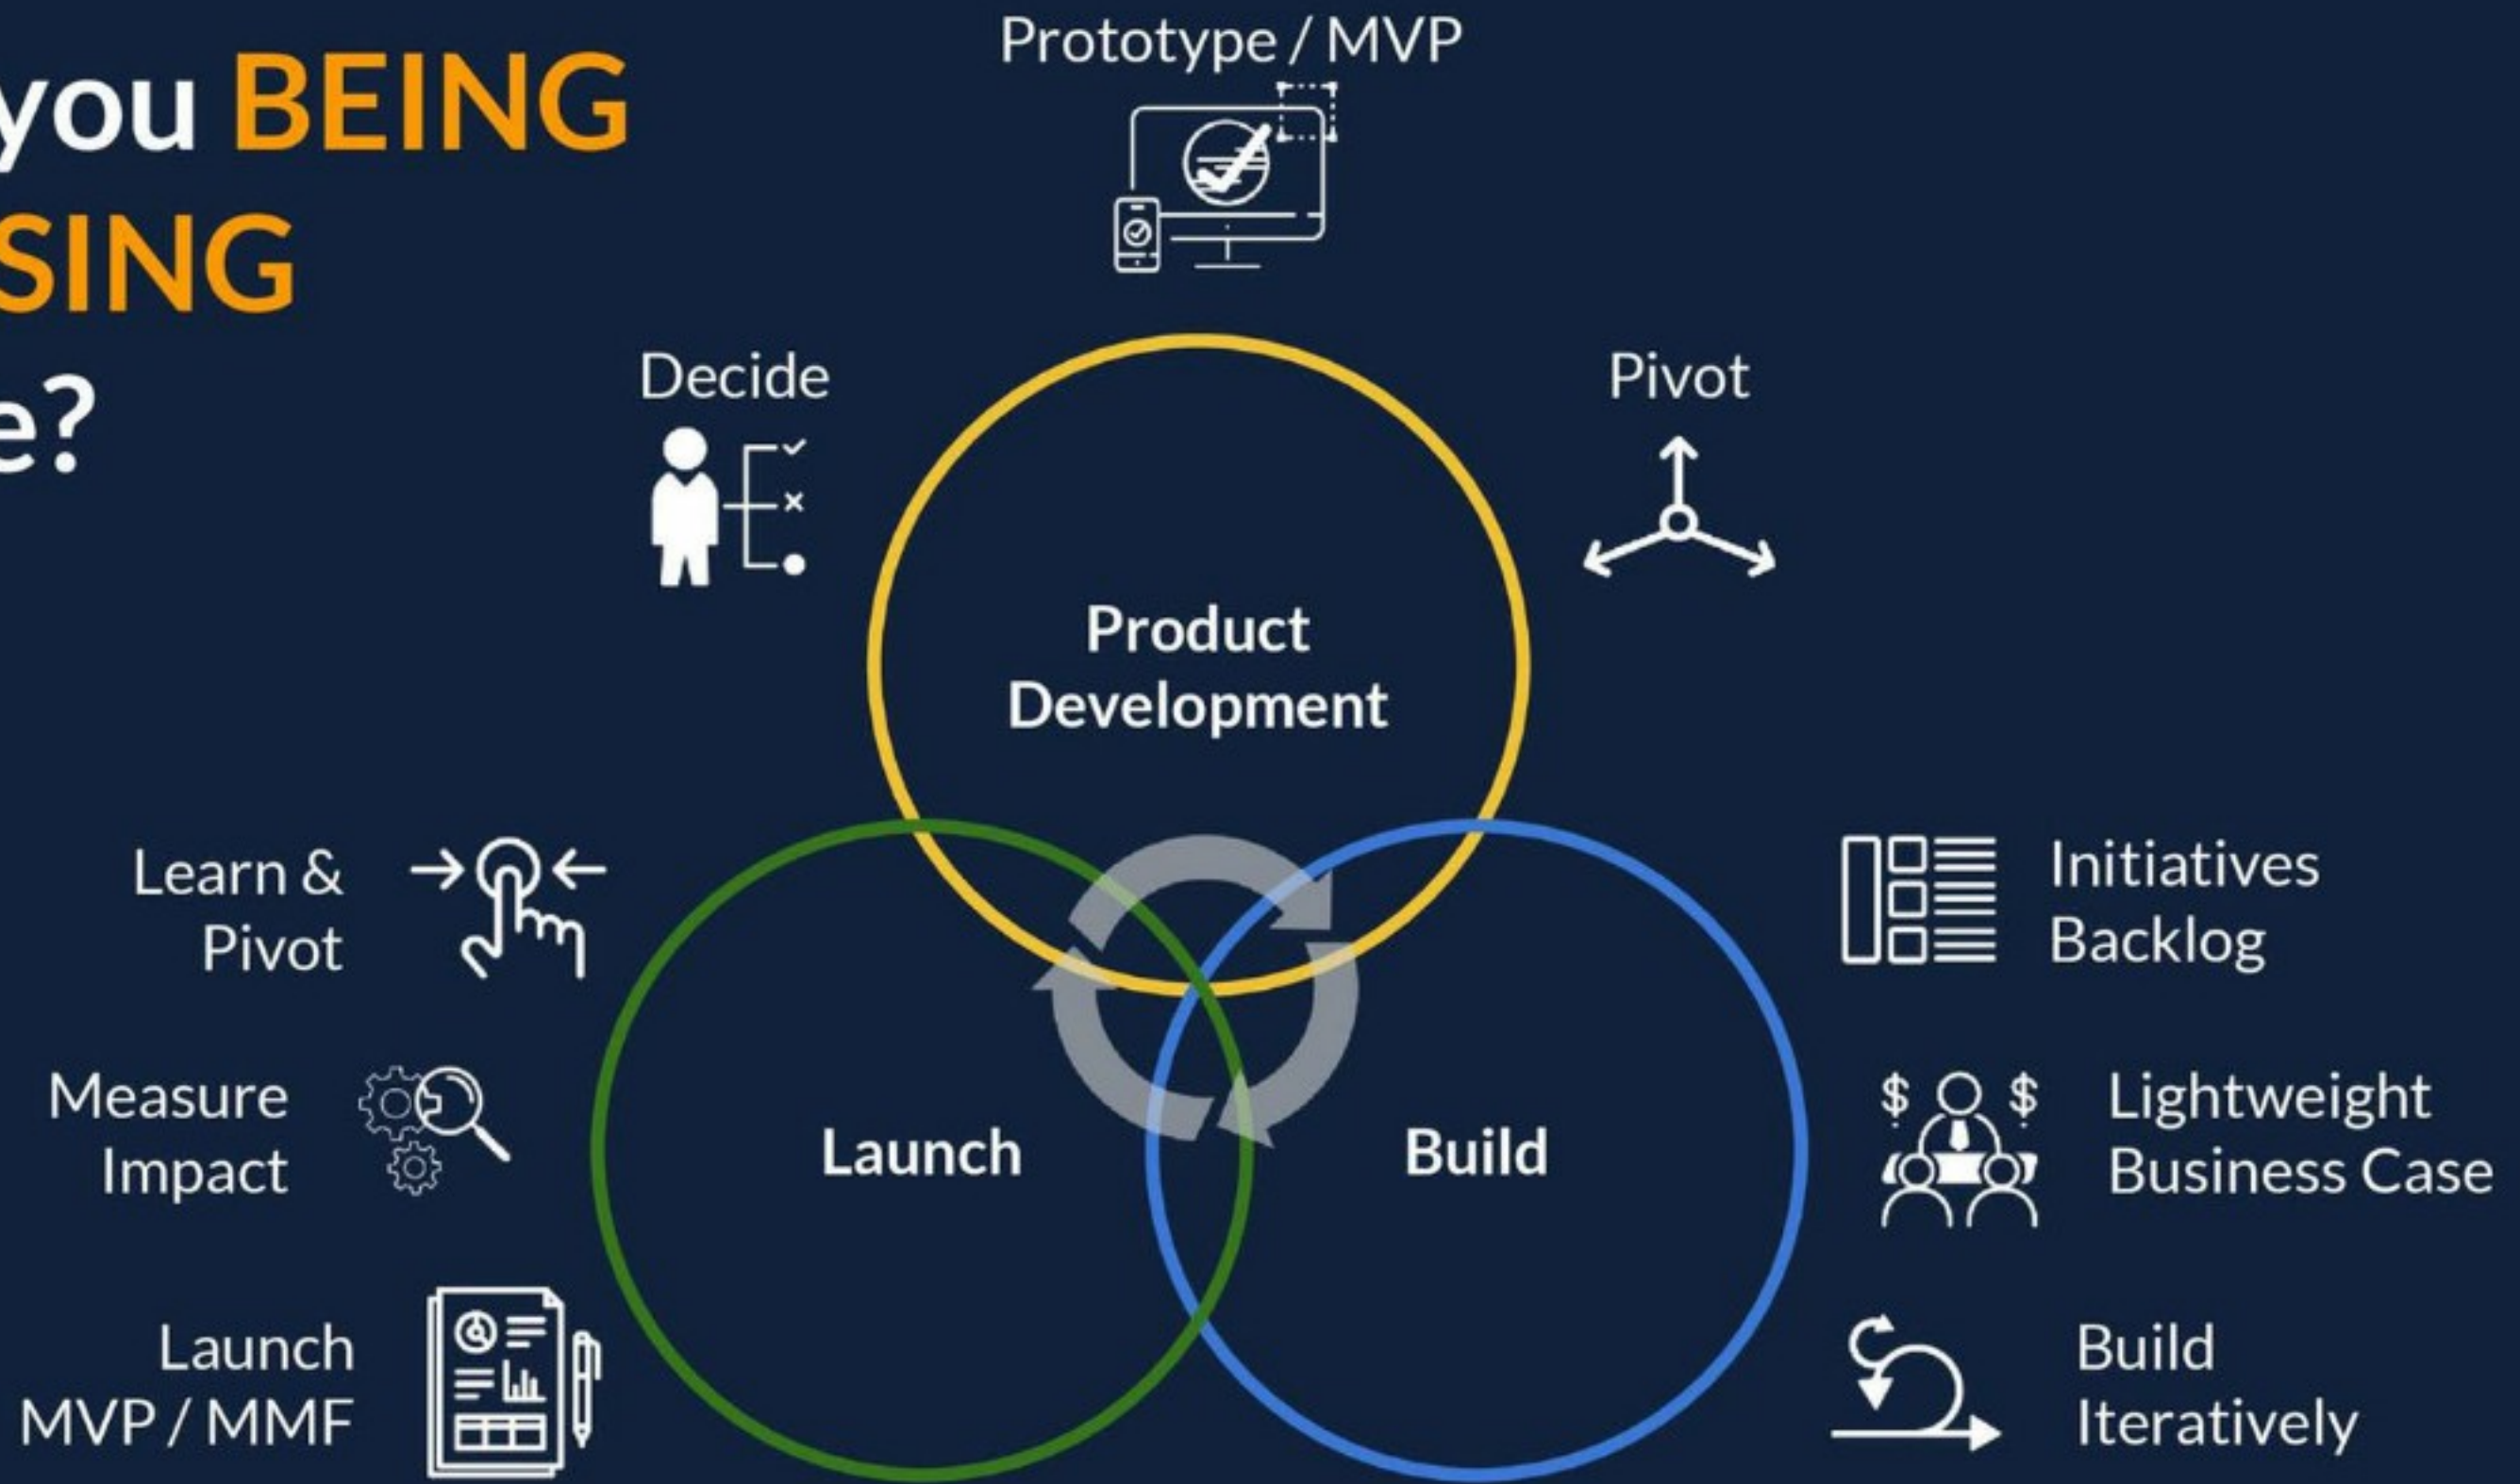 you BEING
SING
e?
Prototype / MVP
Decide
Pivot
Product
Development
Learn &
Pivot
Initiatives
Backlog
Measure
Impact
Launch
Build
Lightweight
Business Case
Launch
MVP / MMF
Build
Iteratively